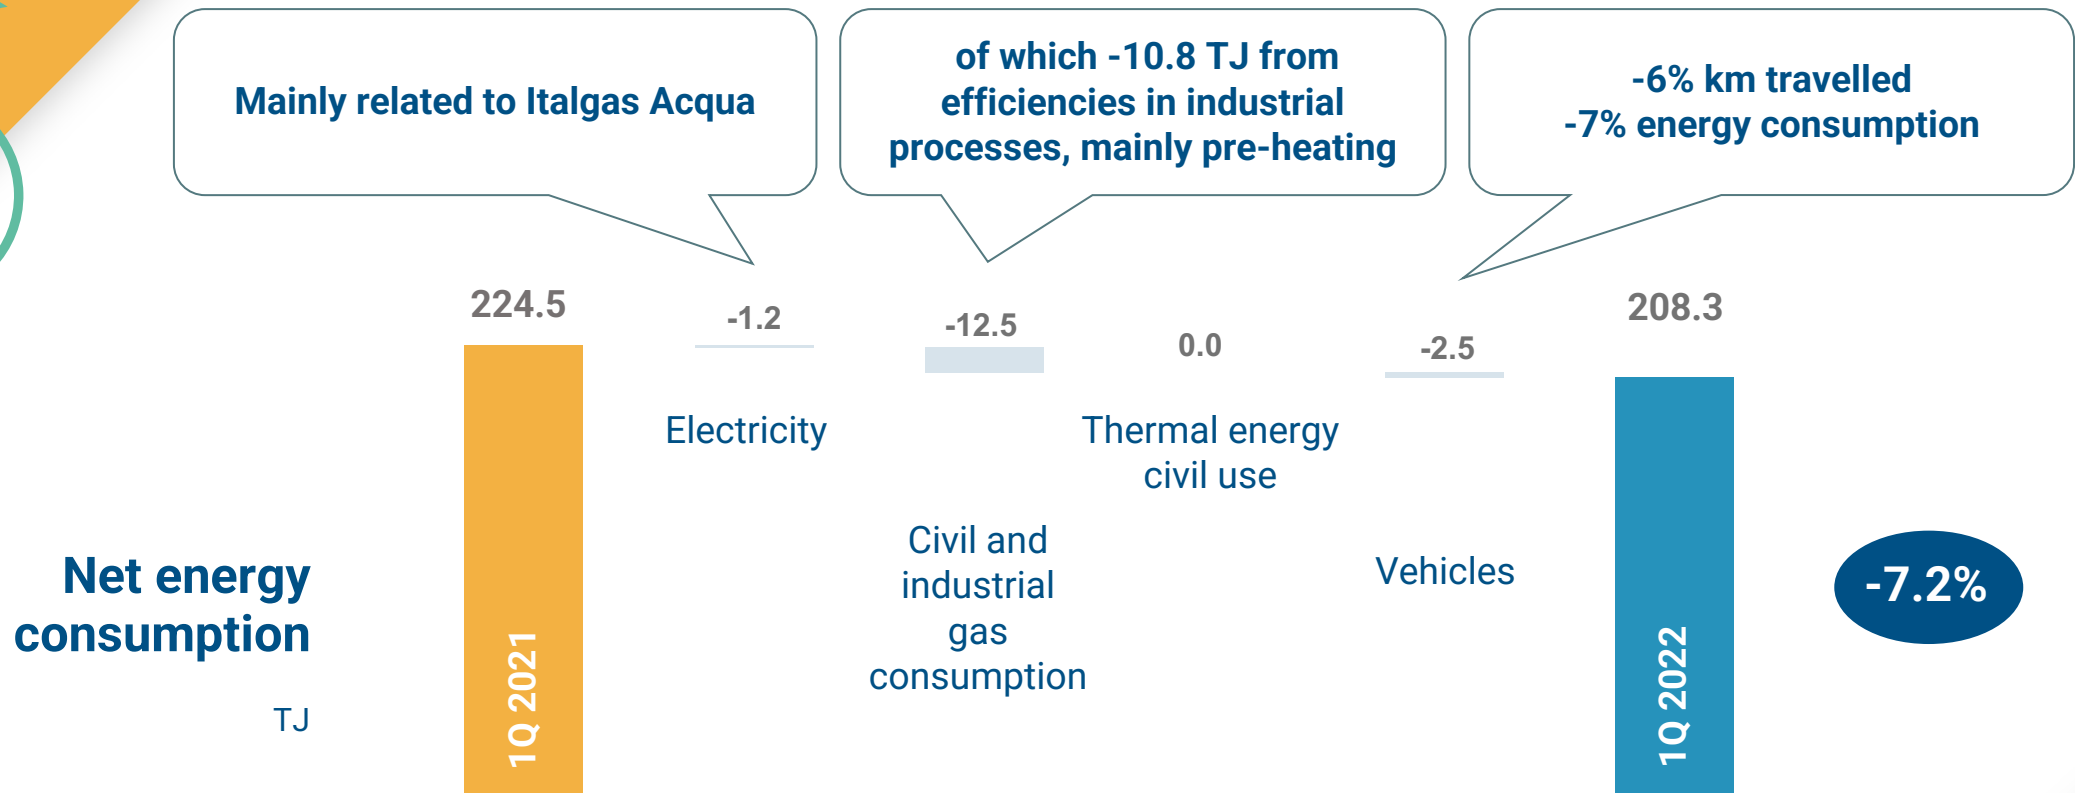 Mainly related to Italgas Acqua
of which -10.8 TJ from
efficiencies in industrial
processes, mainly pre-heating
-6% km travelled
-7% energy consumption
224.5
-1.2
-12.5
0.0
-2.5
208.3
Electricity
Civil and
industrial
gas
consumption
Thermal energy
civil use
Vehicles
Net energy
consumption
TJ
1Q 2021
1Q 2022
-7.2%